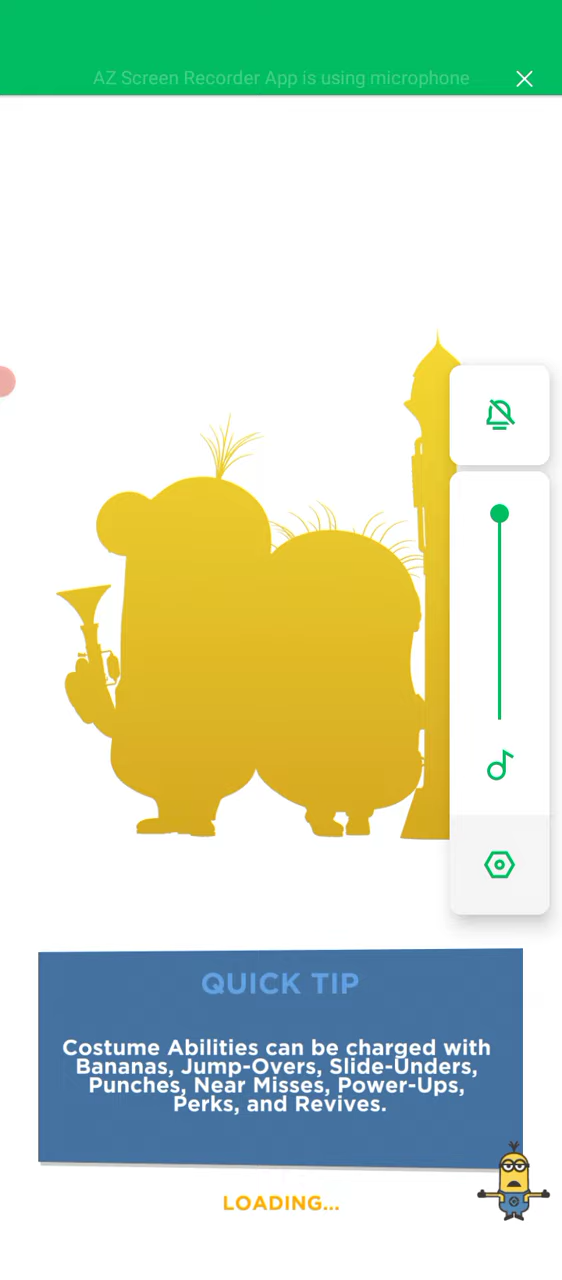 AZ Screen Recorder App is using microphone
QUICK TIP
Costume Abilities can be charged with
Bananas, Jump-Overs, Slide-Unders,
Punches, Near Misses, Power-Ups,
Perks, and Revives.
LOADING...